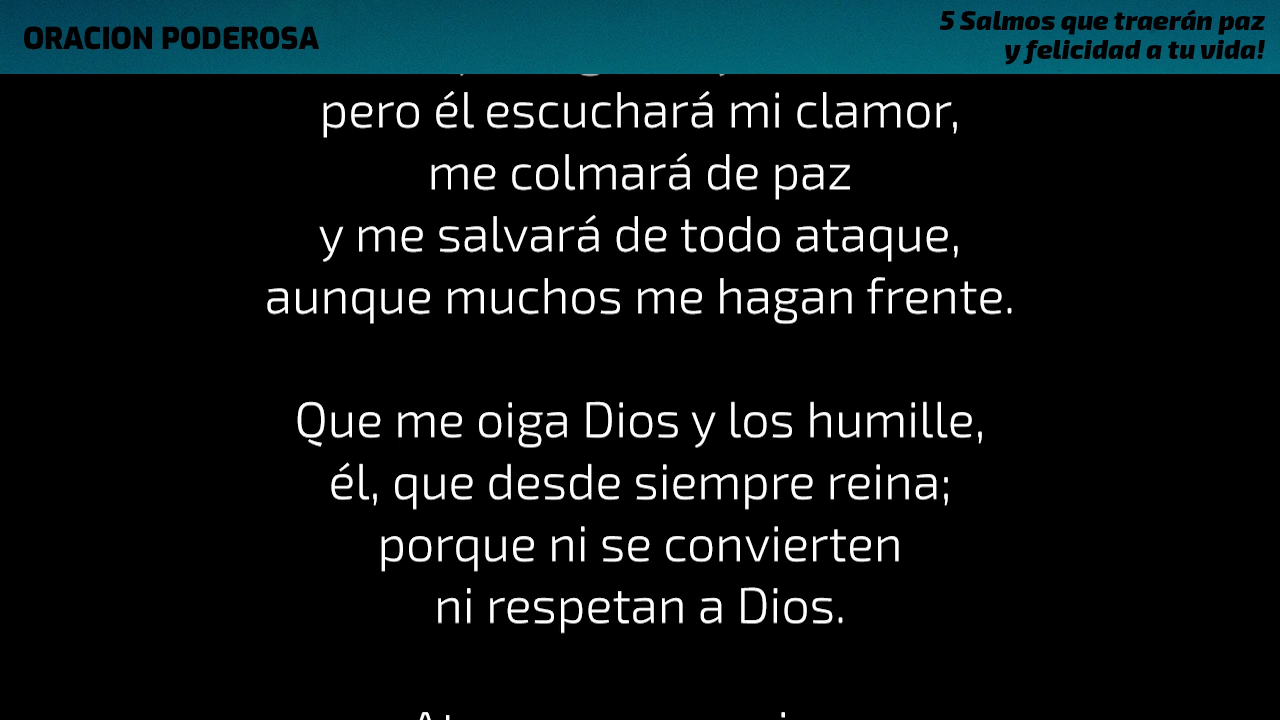 ORACION PODEROSA
5 Salmos que traerán paz
y felicidad a tu vida!
pero él escuchará mi clamor,
me colmará de paz
y me salvará de todo ataque,
aunque muchos me hagan frente.
Que me oiga Dios y los humille,
él, que desde siempre reina;
porque ni se convierten
ni respetan a Dios.